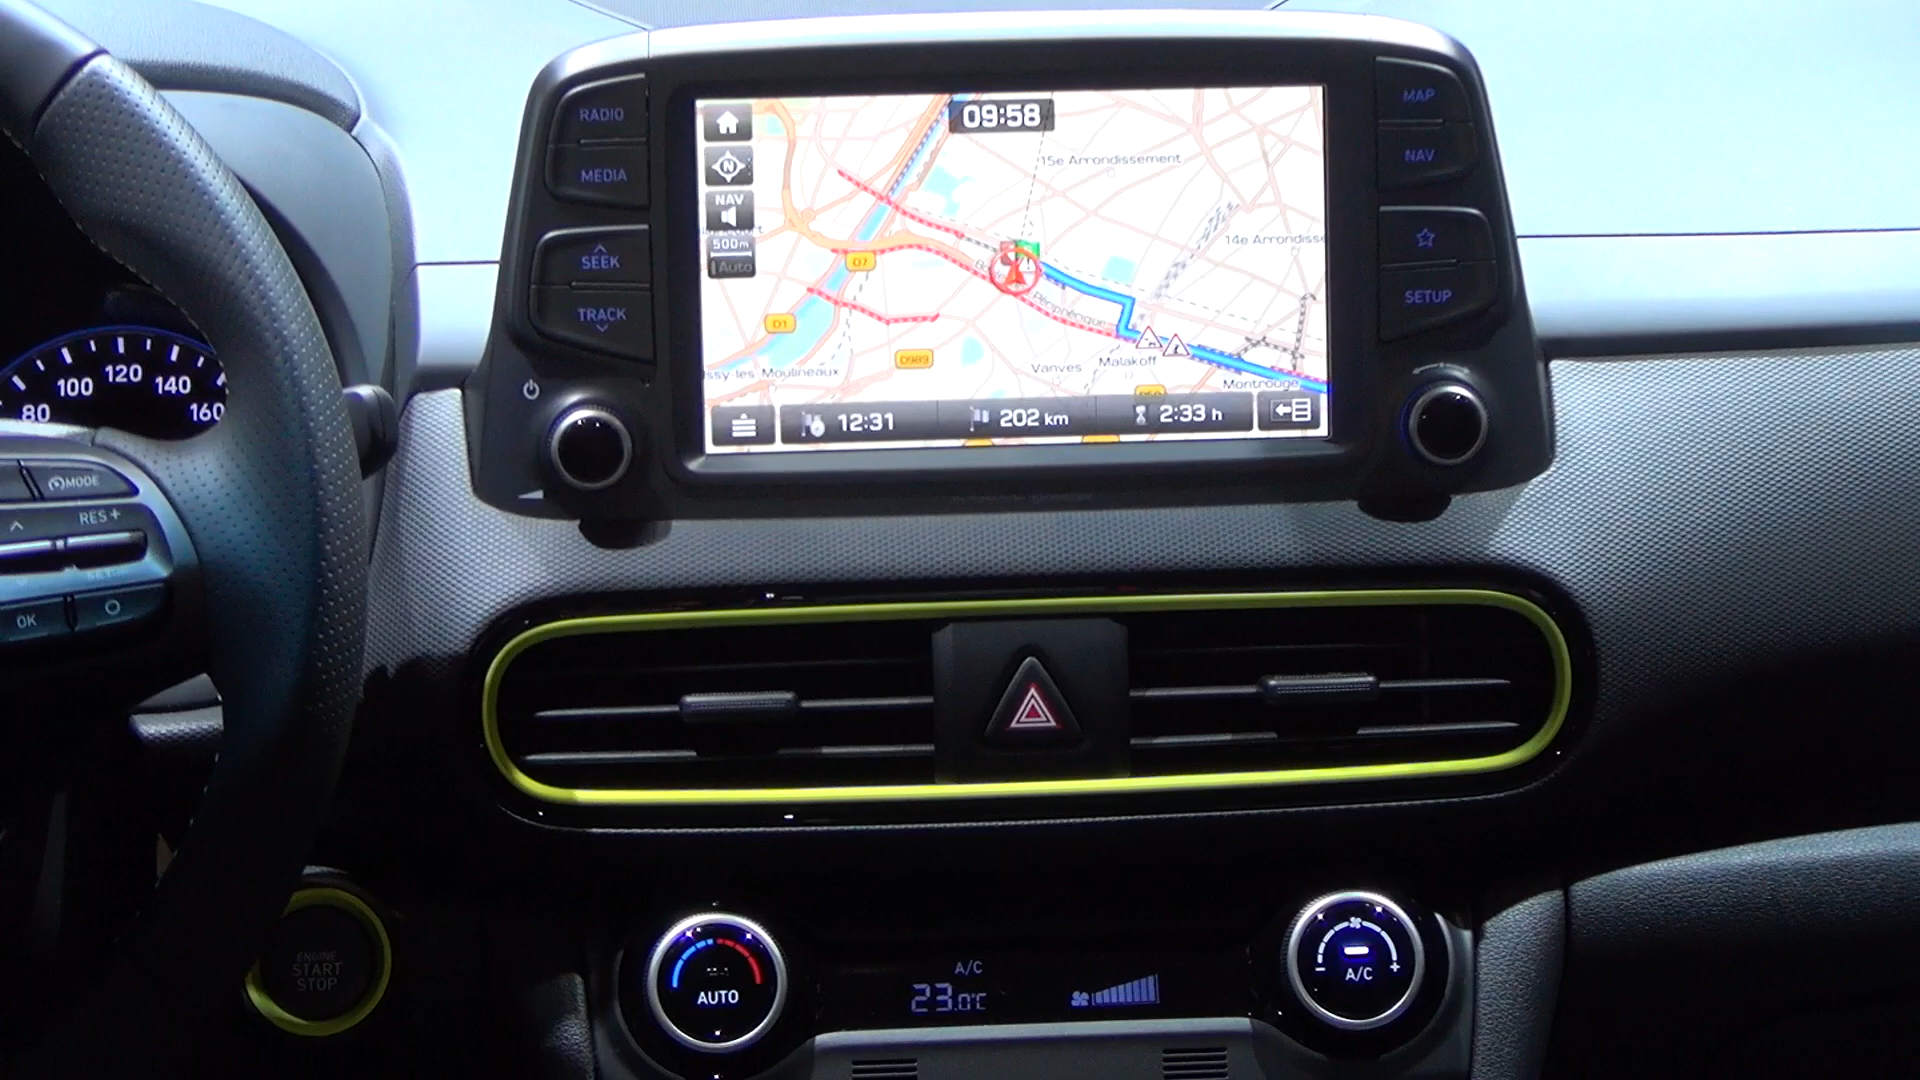 RADIO
MEDIA
SEEK
TRACK
MAP
NAV
SETUP
09:58
N
NAV
500m
Auto
15e Arrondissement
14e Arrondisse
D7
D1
D989
Périphérique
Vanves
Malakoff
Montrouge
ssy-les Moulineaux
12:31
202 km
2:33 h
80
100
120
140
160
MODE
RES +
OK
ENGINE
START
STOP
AUTO
A/C
23.0°C
A/C
- +